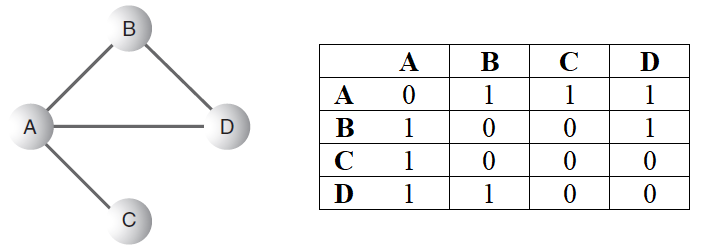 B
A
D
C
A B C D
A 0 1 1 1
B 1 0 0 1
C 1 0 0 0
D 1 1 0 0